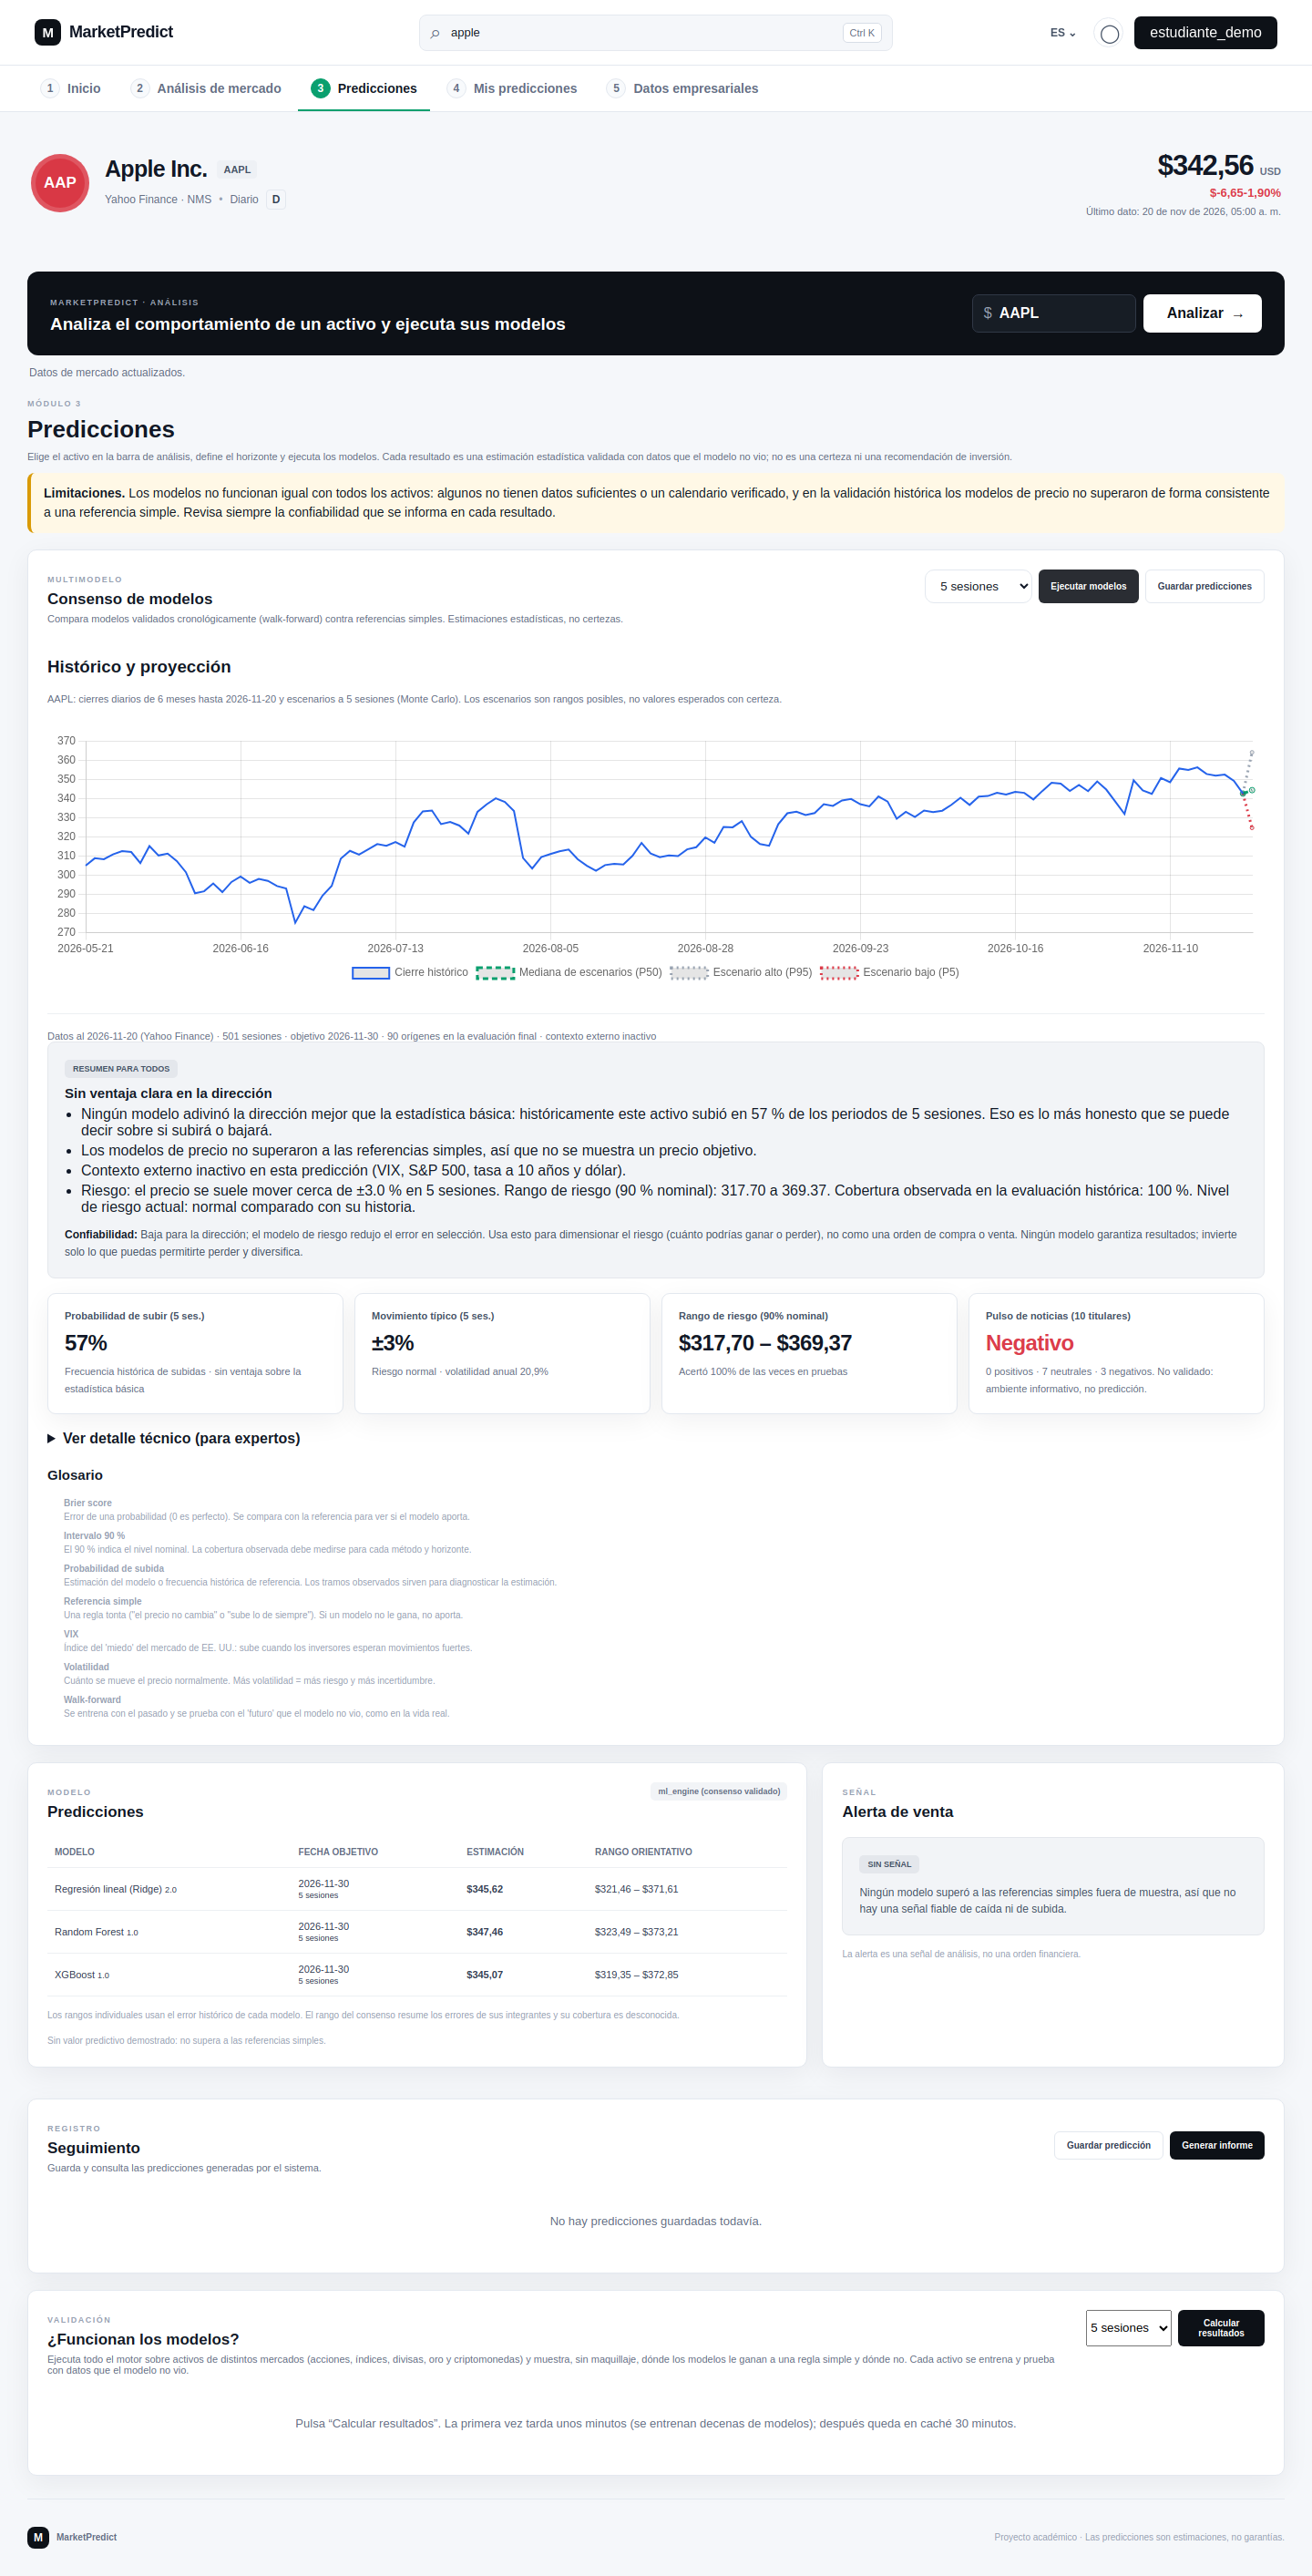 M MarketPredict
apple
Ctrl K
ES
estudiante_demo
1 Inicio
2 Análisis de mercado
3 Predicciones
4 Mis predicciones
5 Datos empresariales
AAP
Apple Inc. AAPL
Yahoo Finance · NMS • Diario D
$342,56 USD
$-6,65-1,90%
Último dato: 20 de nov de 2026, 05:00 a. m.
MARKETPREDICT · ANÁLISIS
Analiza el comportamiento de un activo y ejecuta sus modelos
$ AAPL
Analizar →
Datos de mercado actualizados.
MÓDULO 3
Predicciones
Elige el activo en la barra de análisis, define el horizonte y ejecuta los modelos. Cada resultado es una estimación estadística validada con datos que el modelo no vio; no es una certeza ni una recomendación de inversión.
Limitaciones. Los modelos no funcionan igual con todos los activos: algunos no tienen datos suficientes o un calendario verificado, y en la validación histórica los modelos de precio no superaron de forma consistente
a una referencia simple. Revisa siempre la confiabilidad que se informa en cada resultado.
MULTIMODELO
Consenso de modelos
Compara modelos validados cronológicamente (walk-forward) contra referencias simples. Estimaciones estadísticas, no certezas.
5 sesiones
Ejecutar modelos
Guardar predicciones
Histórico y proyección
AAPL: cierres diarios de 6 meses hasta 2026-11-20 y escenarios a 5 sesiones (Monte Carlo). Los escenarios son rangos posibles, no valores esperados con certeza.
370
360
350
340
330
320
310
300
290
280
270
2026-05-21 2026-06-16 2026-07-13 2026-08-05 2026-08-28 2026-09-23 2026-10-16 2026-11-10
Cierre histórico Mediana de escenarios (P50) Escenario alto (P95) Escenario bajo (P5)
Datos al 2026-11-20 (Yahoo Finance) · 501 sesiones · objetivo 2026-11-30 · 90 orígenes en la evaluación final · contexto externo inactivo
RESUMEN PARA TODOS
Sin ventaja clara en la dirección
• Ningún modelo adivinó la dirección mejor que la estadística básica: históricamente este activo subió en 57 % de los periodos de 5 sesiones. Eso es lo más honesto que se puede
decir sobre si subirá o bajará.
• Los modelos de precio no superaron a las referencias simples, así que no se muestra un precio objetivo.
• Contexto externo inactivo en esta predicción (VIX, S&P 500, tasa a 10 años y dólar).
• Riesgo: el precio se suele mover cerca de ±3.0 % en 5 sesiones. Rango de riesgo (90 % nominal): 317.70 a 369.37. Cobertura observada en la evaluación histórica: 100 %. Nivel
de riesgo actual: normal comparado con su historia.
Confiabilidad: Baja para la dirección; el modelo de riesgo redujo el error en selección. Usa esto para dimensionar el riesgo (cuánto podrías ganar o perder), no como una orden de compra o venta. Ningún modelo garantiza resultados; invierte
solo lo que puedas permitirte perder y diversifica.
Probabilidad de subir (5 ses.)
57%
Frecuencia histórica de subidas · sin ventaja sobre la
estadística básica
Movimiento típico (5 ses.)
±3%
Riesgo normal · volatilidad anual 20,9%
Rango de riesgo (90% nominal)
$317,70 – $369,37
Acertó 100% de las veces en pruebas
Pulso de noticias (10 titulares)
Negativo
0 positivos · 7 neutrales · 3 negativos. No validado:
ambiente informativo, no predicción.
Ver detalle técnico (para expertos)
Glosario
Brier score
Error de una probabilidad (0 es perfecto). Se compara con la referencia para ver si el modelo aporta.
Intervalo 90 %
El 90 % indica el nivel nominal. La cobertura observada debe medirse para cada método y horizonte.
Probabilidad de subida
Estimación del modelo o frecuencia histórica de referencia. Los tramos observados sirven para diagnosticar la estimación.
Referencia simple
Una regla tonta ("el precio no cambia" o "sube lo de siempre"). Si un modelo no le gana, no aporta.
VIX
Índice del 'miedo' del mercado de EE. UU.: sube cuando los inversores esperan movimientos fuertes.
Volatilidad
Cuánto se mueve el precio normalmente. Más volatilidad = más riesgo y más incertidumbre.
Walk-forward
Se entrena con el pasado y se prueba con el 'futuro' que el modelo no vio, como en la vida real.
MODELO
Predicciones
ml_engine (consenso validado)
MODELO FECHA OBJETIVO ESTIMACIÓN RANGO ORIENTATIVO
Regresión lineal (Ridge) 2.0 2026-11-30 $345,62 $321,46 – $371,61
5 sesiones
Random Forest 1.0 2026-11-30 $347,46 $323,49 – $373,21
5 sesiones
XGBoost 1.0 2026-11-30 $345,07 $319,35 – $372,85
5 sesiones
Los rangos individuales usan el error histórico de cada modelo. El rango del consenso resume los errores de sus integrantes y su cobertura es desconocida.
Sin valor predictivo demostrado: no supera a las referencias simples.
SEÑAL
Alerta de venta
SIN SEÑAL
Ningún modelo superó a las referencias simples fuera de muestra, así que no
hay una señal fiable de caída ni de subida.
La alerta es una señal de análisis, no una orden financiera.
REGISTRO
Seguimiento
Guarda y consulta las predicciones generadas por el sistema.
Guardar predicción
Generar informe
No hay predicciones guardadas todavía.
VALIDACIÓN
¿Funcionan los modelos?
Ejecuta todo el motor sobre activos de distintos mercados (acciones, índices, divisas, oro y criptomonedas) y muestra, sin maquillaje, dónde los modelos le ganan a una regla simple y dónde no. Cada activo se entrena y prueba
con datos que el modelo no vio.
5 sesiones
Calcular
resultados
Pulsa “Calcular resultados”. La primera vez tarda unos minutos (se entrenan decenas de modelos); después queda en caché 30 minutos.
M MarketPredict
Proyecto académico · Las predicciones son estimaciones, no garantías.